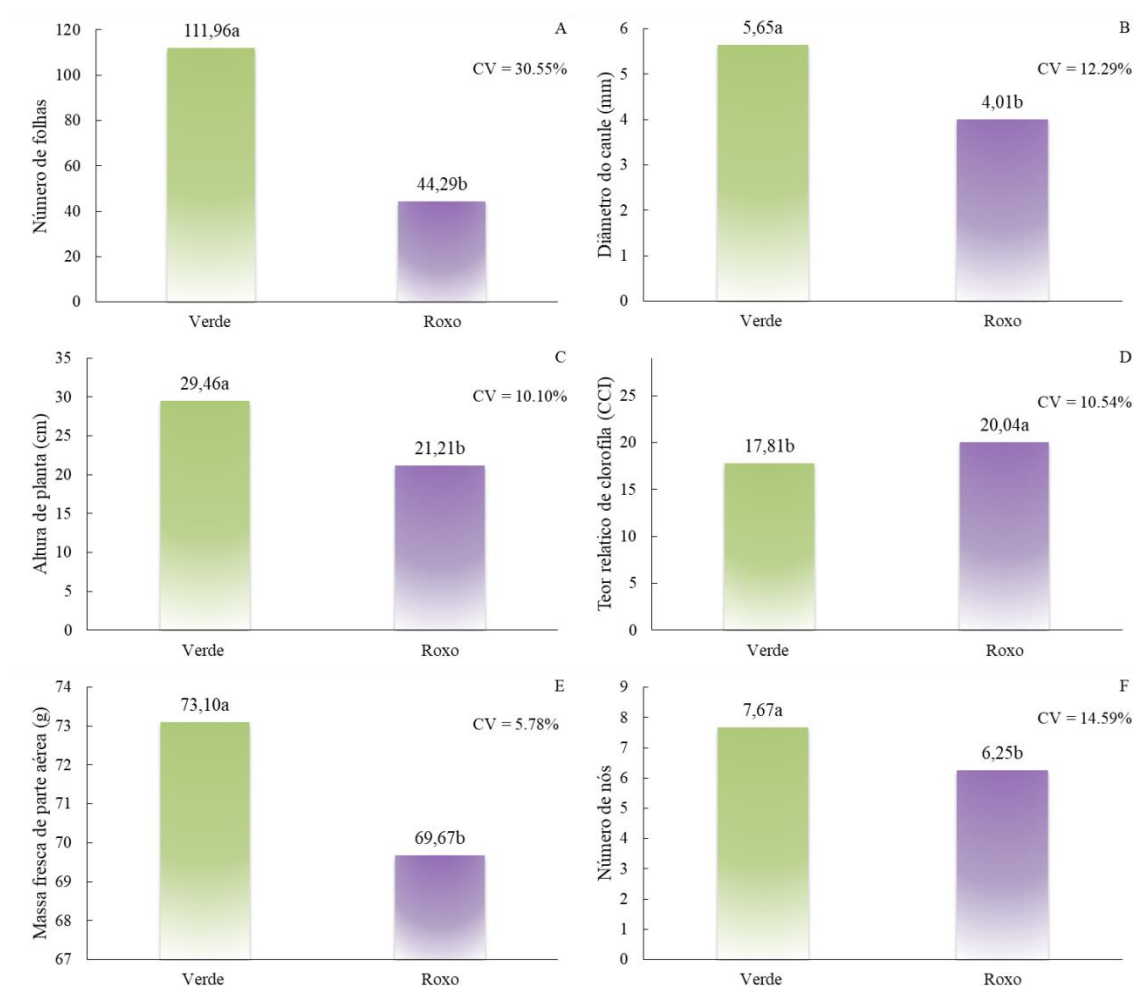 A
CV = 30.55%
Número de folhas
120
100
80
60
40
20
0
111,96a
44,29b
Verde
Roxo
B
CV = 12.29%
Diâmetro do caule (mm)
6
5
4
3
2
1
0
5,65a
4,01b
Verde
Roxo
C
CV = 10.10%
Altura de planta (cm)
35
30
25
20
15
10
5
0
29,46a
21,21b
Verde
Roxo
D
CV = 10.54%
Teor relatico de clorofila (CCI)
25
20
15
10
5
0
17,81b
20,04a
Verde
Roxo
E
CV = 5.78%
Massa fresca de parte aérea (g)
74
73
72
71
70
69
68
67
73,10a
69,67b
Verde
Roxo
F
CV = 14.59%
Número de nós
9
8
7
6
5
4
3
2
1
0
7,67a
6,25b
Verde
Roxo